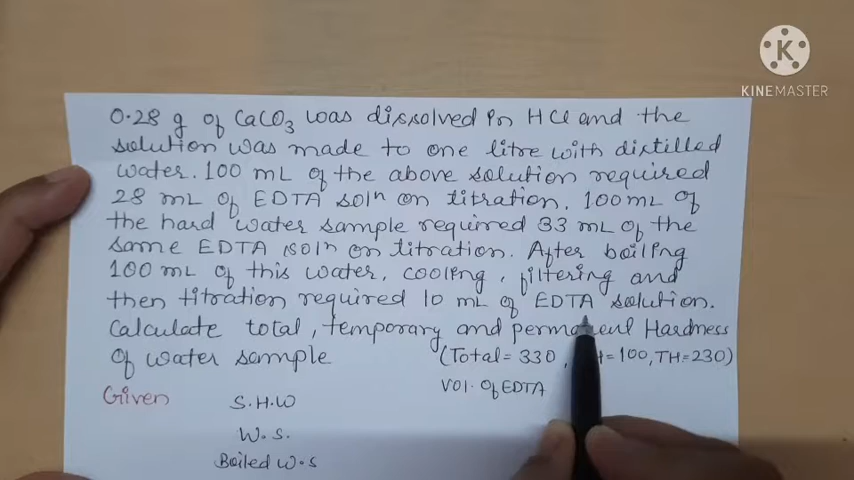 KINEMASTER
0.28 g of CaCO3 was dissolved in HCl and the
solution was made to one litre with distilled
water. 100 mL of the above solution required
28 mL of EDTA solⁿ on titration. 100 mL of
the hard water sample required 33 mL of the
same EDTA solⁿ on titration. After boiling
100 mL of this water, cooling, filtering and
then titration required 10 mL of EDTA solution.
Calculate total, temporary and Hardness
of water sample (Total = 330, =100, TH=230)
Given
Vol. Of EDTA
S.H.W
W.S.
Boiled W.S